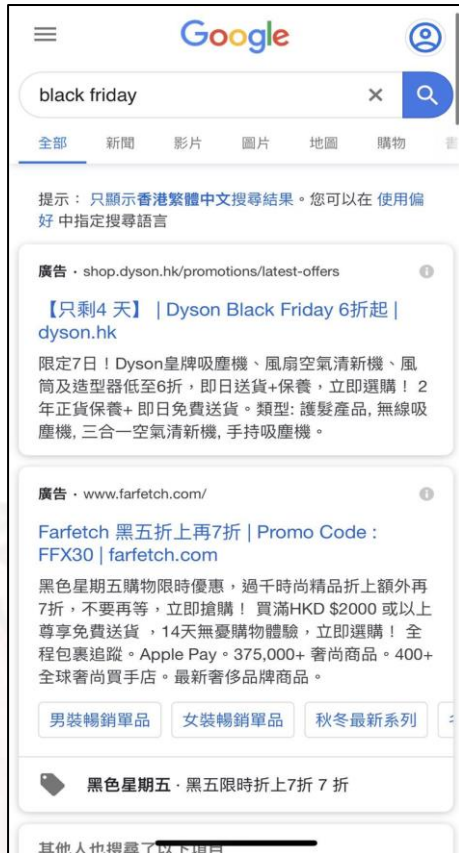 Google
black friday
全部 新聞 影片 圖片 地圖 購物
提示： 只顯示香港繁體中文搜尋結果。您可以在 使用偏
好 中指定搜尋語言
廣告 · shop.dyson.hk/promotions/latest-offers
【只剩4 天】 | Dyson Black Friday 6折起 |
dyson.hk
限定7日！Dyson皇牌吸塵機、風扇空氣清新機、風
筒及造型器低至6折，即日送貨+保養，立即選購！ 2
年正貨保養+ 即日免費送貨。類型: 護髮產品, 無線吸
塵機, 三合一空氣清新機, 手持吸塵機。
廣告 · www.farfetch.com/
Farfetch 黑五折上再7折 | Promo Code :
FFX30 | farfetch.com
黑色星期五購物限時優惠，過千時尚精品折上額外再
7折，不要再等，立即搶購！ 買滿HKD $2000 或以上
尊享免費送貨 ，14天無憂購物體驗，立即選購！ 全
程包裹追蹤。Apple Pay。375,000+ 奢尚商品。400+
全球奢尚買手店。最新奢侈品牌商品。
男裝暢銷單品 女裝暢銷單品 秋冬最新系列
黑色星期五 · 黑五限時折上7折 7 折
其他人也搜尋了以下項目